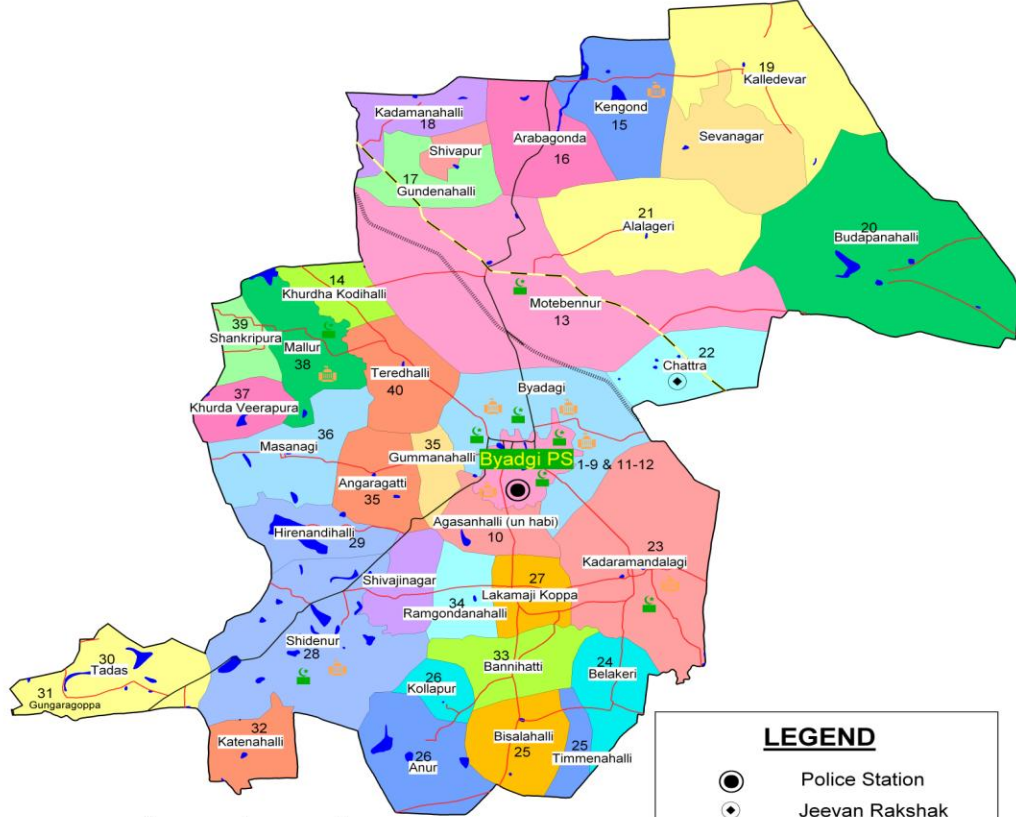 19
Kalledevar
Kengond
15
Kadamanahalli
18
Arabagonda
16
Sevanagar
Shivapur
17
Gundenahalli
21
Alalageri
20
Budapanahalli
14
Khurdha Kodihalli
Motebennur
13
39
Shankripura
Mallur
38
22
Chattra
Teredhalli
40
Byadagi
37
Khurda Veerapura
36
Masanagi
35
Gummanahalli
Byadgi PS
1-9 & 11-12
Angaragatti
35
Agasanhalli (un habi)
10
Hirenandihalli
29
23
Kadaramandalagi
Shivajinagar
27
Lakamaji Koppa
34
Ramgondanahalli
Shidenur
28
33
Bannihatti
24
Belakeri
30
Tadas
26
Kollapur
31
Gungaragoppa
32
Katenahalli
Bisalahalli
25
25
Timmenahalli
26
Anur
LEGEND
Police Station
Jeevan Rakshak